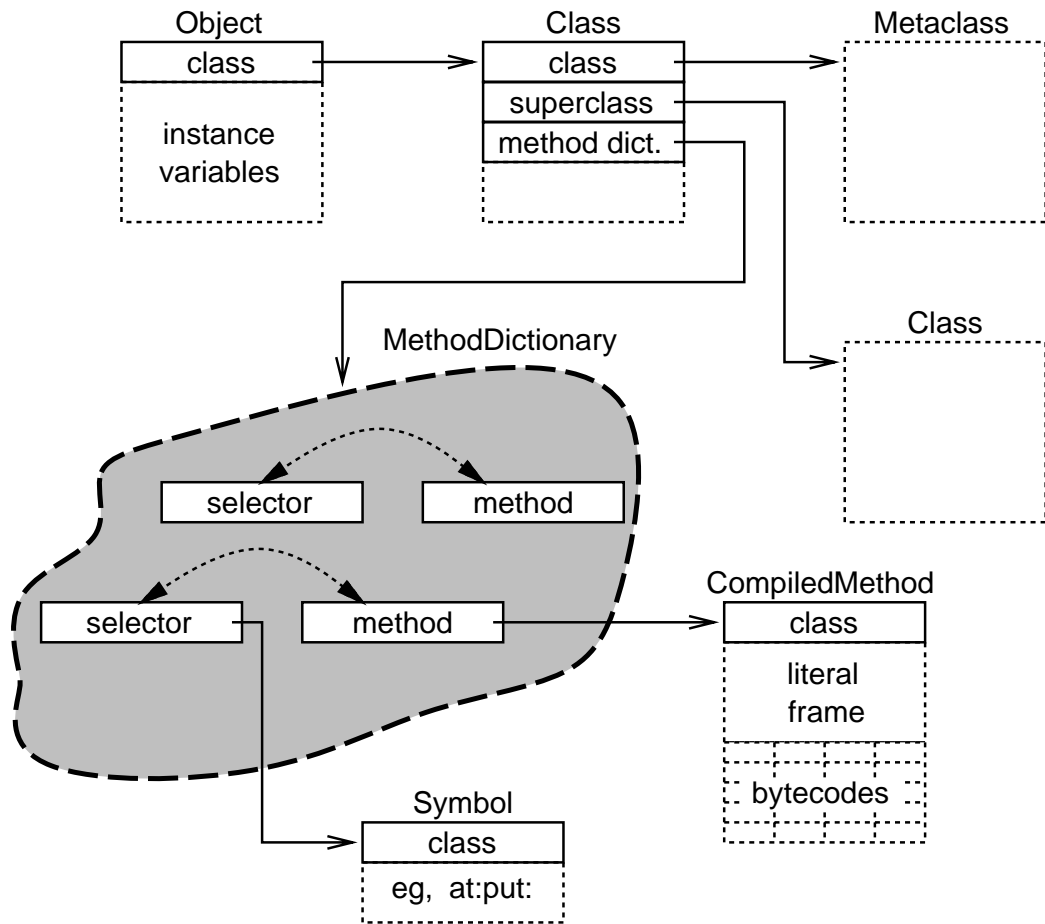 Object
class
instance
variables
Class
class
superclass
method dict.
Metaclass
Class
MethodDictionary
selector
method
selector
method
CompiledMethod
class
literal
frame
bytecodes
Symbol
class
eg, at:put: